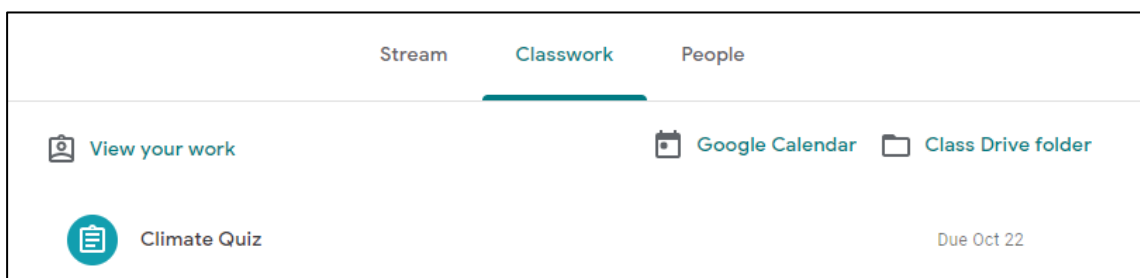 Stream Classwork People
View your work Google Calendar Class Drive folder
Climate Quiz Due Oct 22